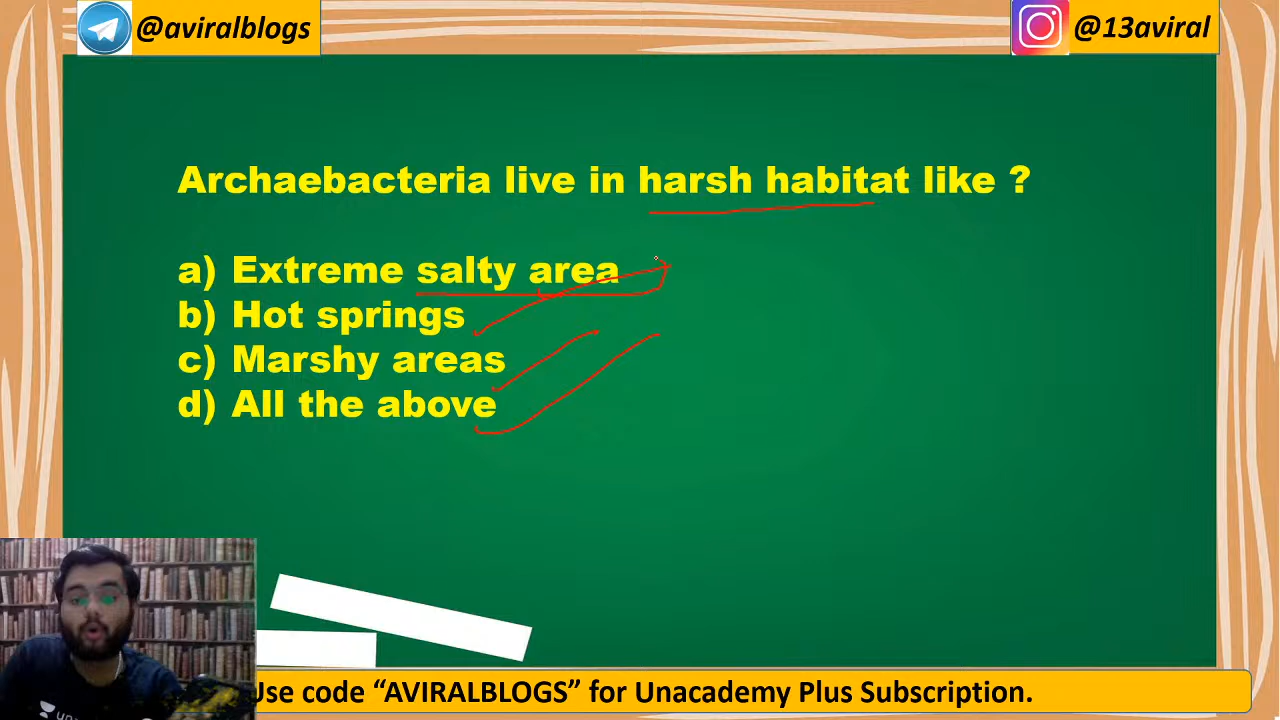 @aviralblogs
@13aviral
Archaebacteria live in harsh habitat like ?
a) Extreme salty area
b) Hot springs
c) Marshy areas
d) All the above
Use code “AVIRALBLOGS” for Unacademy Plus Subscription.